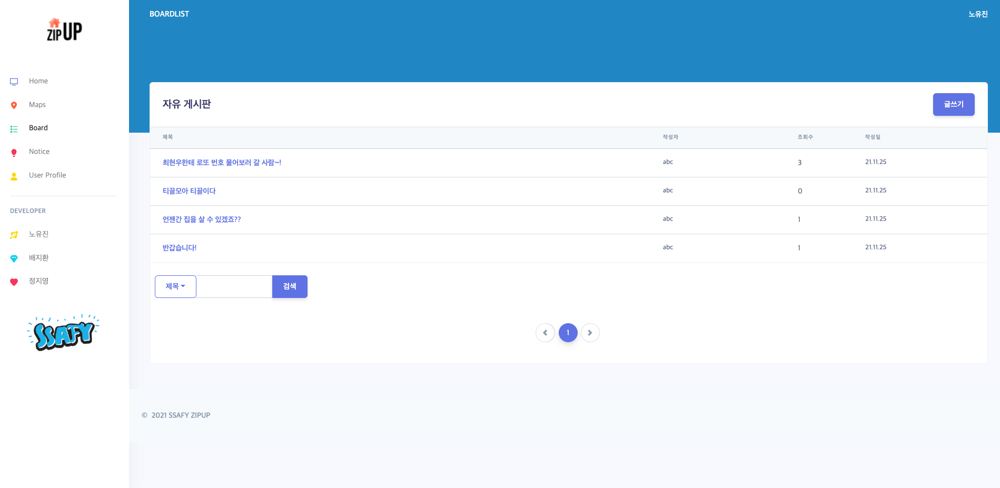 ZIP UP
Home
Maps
Board
Notice
User Profile
DEVELOPER
노유진
배지환
정지영
SSAFY
BOARDLIST
노유진
자유 게시판
글쓰기
제목 작성자 조회수 작성일
최현우한테 로또 번호 물어보러 갈 사람~! abc 3 21.11.25
티끌모아 티끌이다 abc 0 21.11.25
언젠간 집을 살 수 있겠죠?? abc 1 21.11.25
반갑습니다! abc 1 21.11.25
제목 검색
1
© 2021 SSAFY ZIPUP